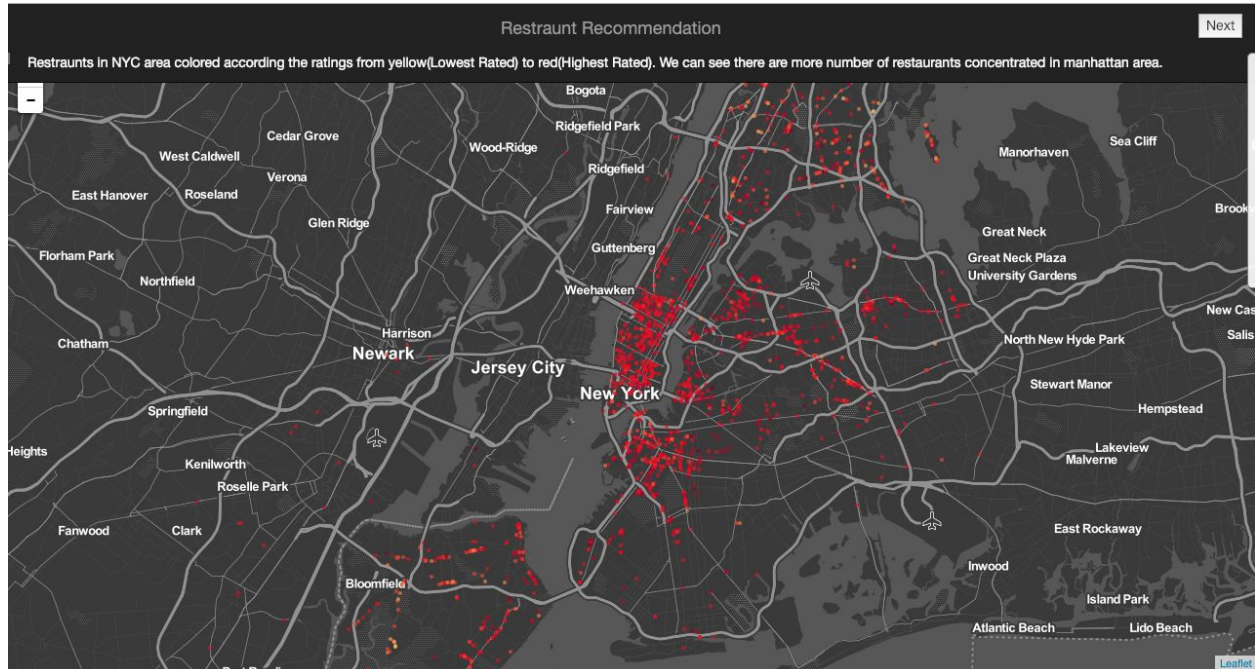 Restraunt Recommendation
Next
Restraunts in NYC area colored according the ratings from yellow(Lowest Rated) to red(Highest Rated). We can see there are more number of restaurants concentrated in manhattan area.
-
Bogota
Ridgefield Park
Cedar Grove
Wood-Ridge
Sea Cliff
West Caldwell
Manorhaven
Verona
Ridgefield
East Hanover
Roseland
Fairview
Glen Ridge
Great Neck
Guttenberg
Florham Park
Great Neck Plaza
Northfield
University Gardens
Weehawken
Harrison
Chatham
Newark
North New Hyde Park
Jersey City
Stewart Manor
New York
Springfield
Hempstead
Heights
Lakeview
Malverne
Kenilworth
Roselle Park
Fanwood
Clark
East Rockaway
Inwood
Bloomfield
Island Park
Atlantic Beach
Lido Beach
Leaflet